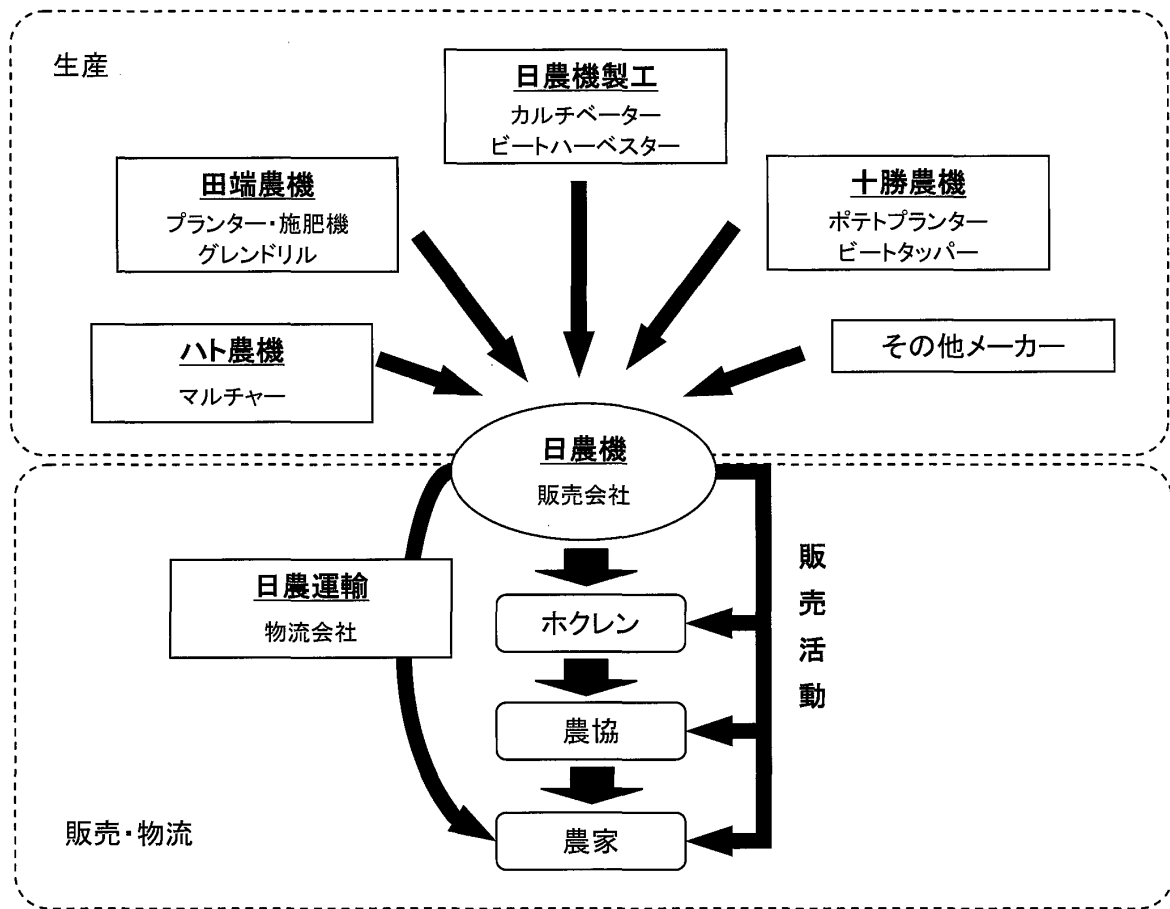 生産
日農機製工
カルチベーター
ビートハーベスター
田端農機
プランター・施肥機
グレンドリル
十勝農機
ポテトプランター
ビートタッパー
ハト農機
マルチャー
その他メーカー
日農機
販売会社
日農運輸
物流会社
ホクレン
農協
農家
販売活動
販売・物流